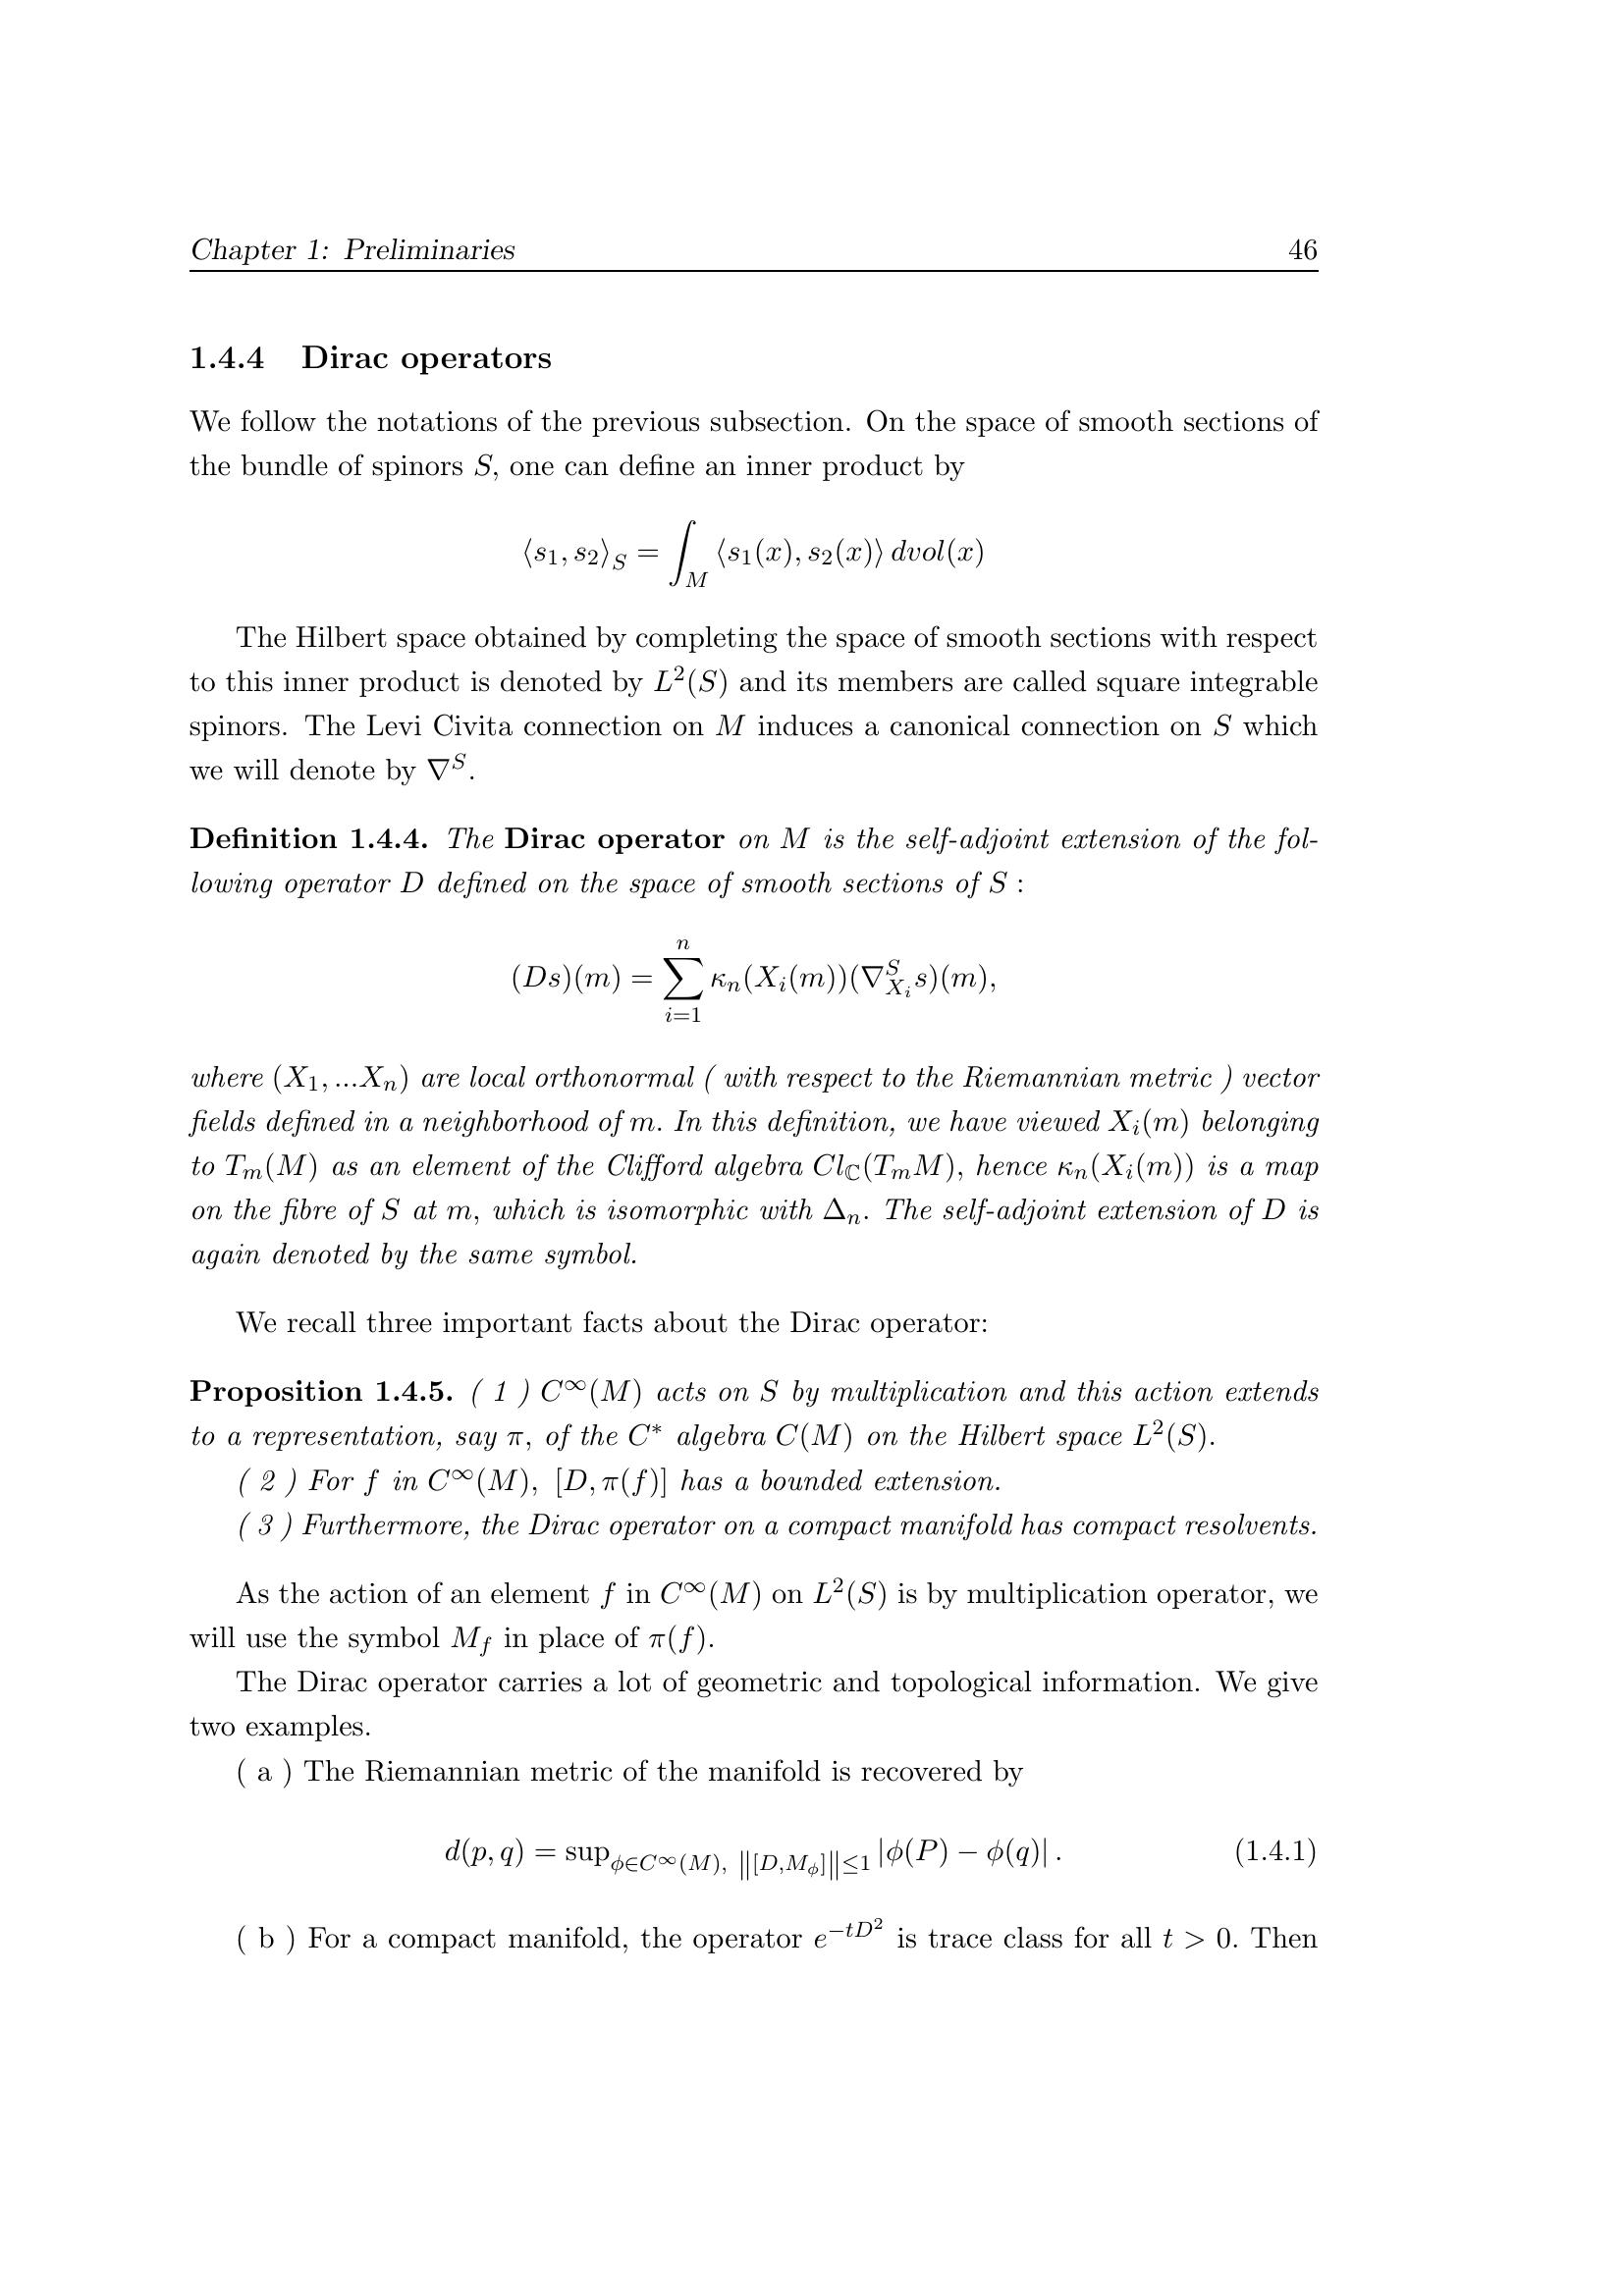 Chapter 1: Preliminaries 46
1.4.4 Dirac operators
We follow the notations of the previous subsection. On the space of smooth sections of
the bundle of spinors $S$, one can define an inner product by
$$\langle s_1, s_2 \rangle_S = \int_M \langle s_1(x), s_2(x) \rangle \, dvol(x)$$
The Hilbert space obtained by completing the space of smooth sections with respect
to this inner product is denoted by $L^2(S)$ and its members are called square integrable
spinors. The Levi Civita connection on $M$ induces a canonical connection on $S$ which
we will denote by $\nabla^S$.
Definition 1.4.4. The Dirac operator on $M$ is the self-adjoint extension of the fol-
lowing operator $D$ defined on the space of smooth sections of $S$ :
$$(Ds)(m) = \sum_{i=1}^{n} \kappa_n(X_i(m))(\nabla^S_{X_i} s)(m),$$
where $(X_1, ...X_n)$ are local orthonormal ( with respect to the Riemannian metric ) vector
fields defined in a neighborhood of $m$. In this definition, we have viewed $X_i(m)$ belonging
to $T_m(M)$ as an element of the Clifford algebra $Cl_{\mathbb{C}}(T_m M)$, hence $\kappa_n(X_i(m))$ is a map
on the fibre of $S$ at $m$, which is isomorphic with $\Delta_n$. The self-adjoint extension of $D$ is
again denoted by the same symbol.
We recall three important facts about the Dirac operator:
Proposition 1.4.5. ( 1 ) $C^\infty(M)$ acts on $S$ by multiplication and this action extends
to a representation, say $\pi$, of the $C^*$ algebra $C(M)$ on the Hilbert space $L^2(S)$.
( 2 ) For $f$ in $C^\infty(M)$, $[D, \pi(f)]$ has a bounded extension.
( 3 ) Furthermore, the Dirac operator on a compact manifold has compact resolvents.
As the action of an element $f$ in $C^\infty(M)$ on $L^2(S)$ is by multiplication operator, we
will use the symbol $M_f$ in place of $\pi(f)$.
The Dirac operator carries a lot of geometric and topological information. We give
two examples.
( a ) The Riemannian metric of the manifold is recovered by
$$d(p, q) = \sup\nolimits_{\phi \in C^\infty(M), \ \|[D, M_\phi]\| \leq 1} |\phi(P) - \phi(q)| . \quad (1.4.1)$$
( b ) For a compact manifold, the operator $e^{-tD^2}$ is trace class for all $t > 0$. Then